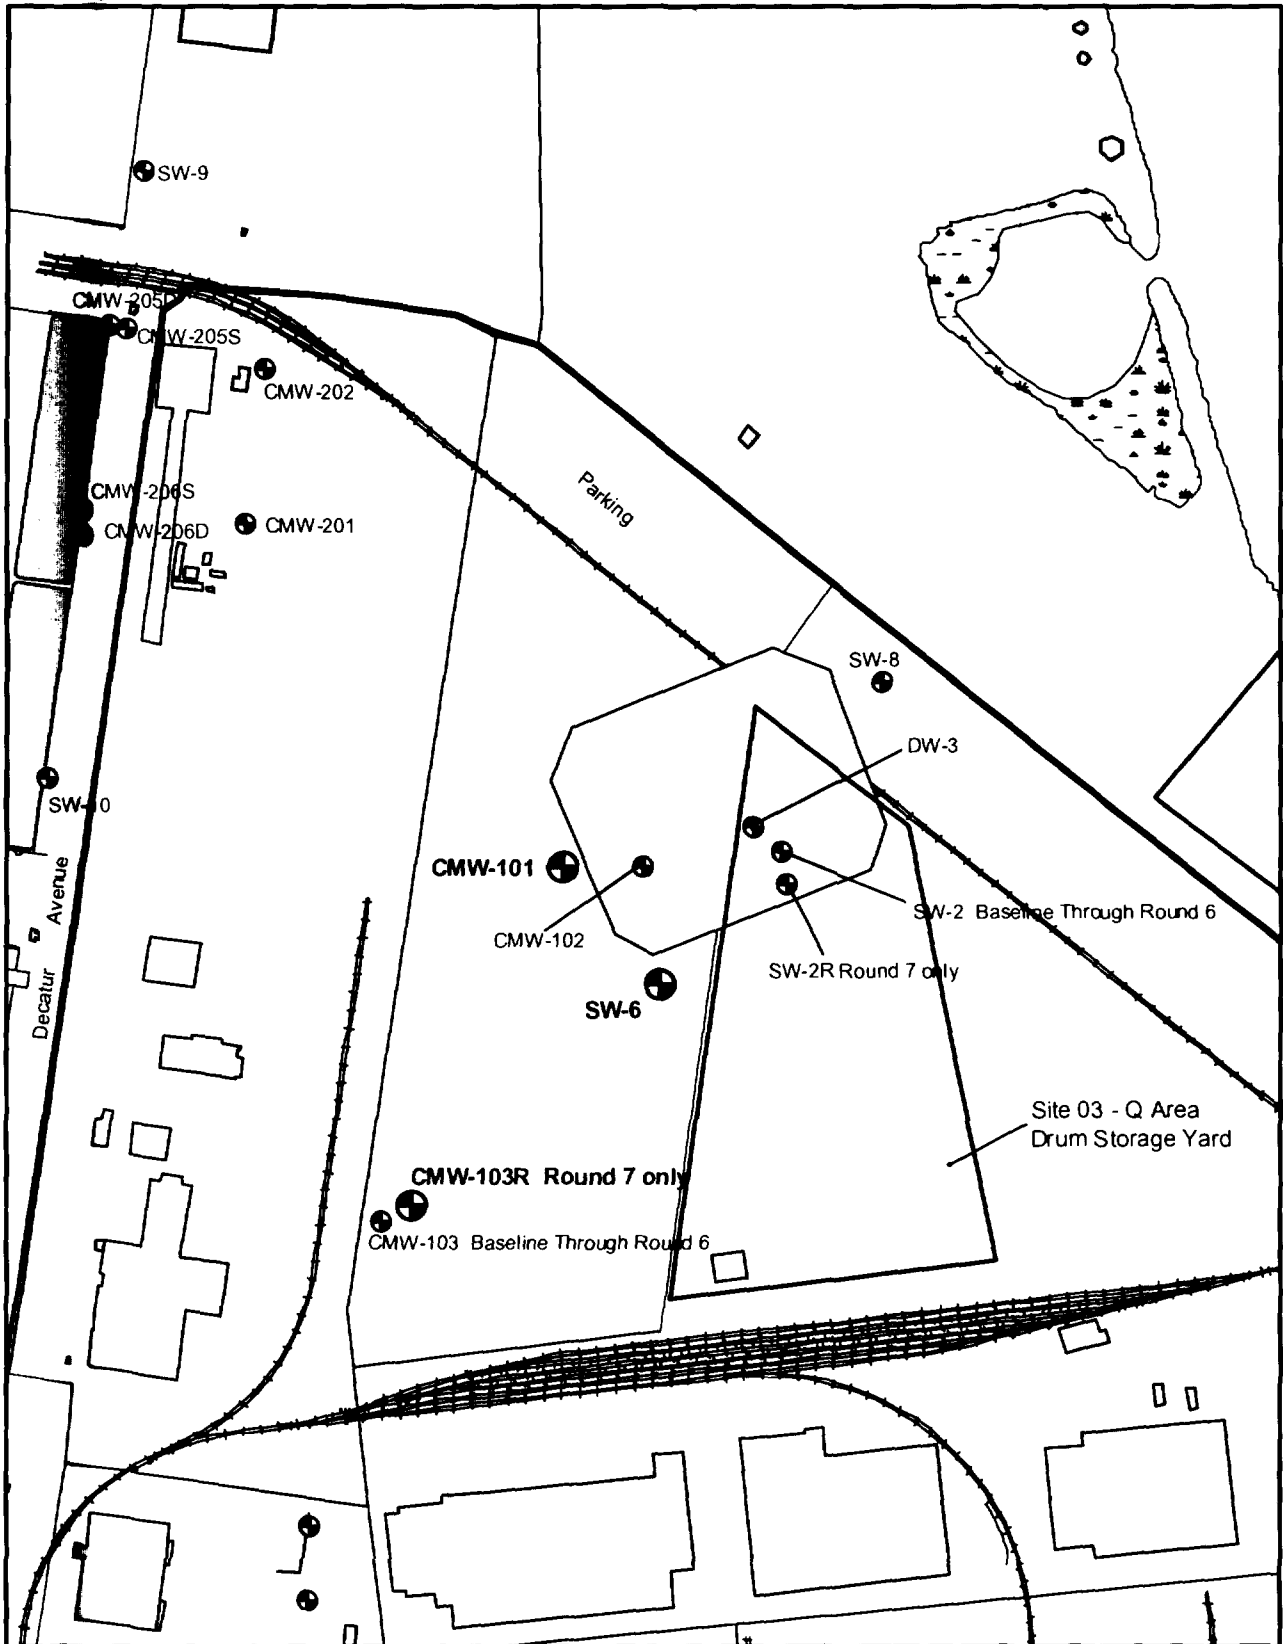 SW-9
CMW-205D
CMW-205S
CMW-202
CMW-206S
CMW-206D
CMW-201
Parking
SW-8
DW-3
SW-10
CMW-101
Decatur Avenue
SW-2 Baseline Through Round 6
CMW-102
SW-2R Round 7 only
SW-6
Site 03 - Q Area
Drum Storage Yard
CMW-103R Round 7 only
CMW-103 Baseline Through Round 6